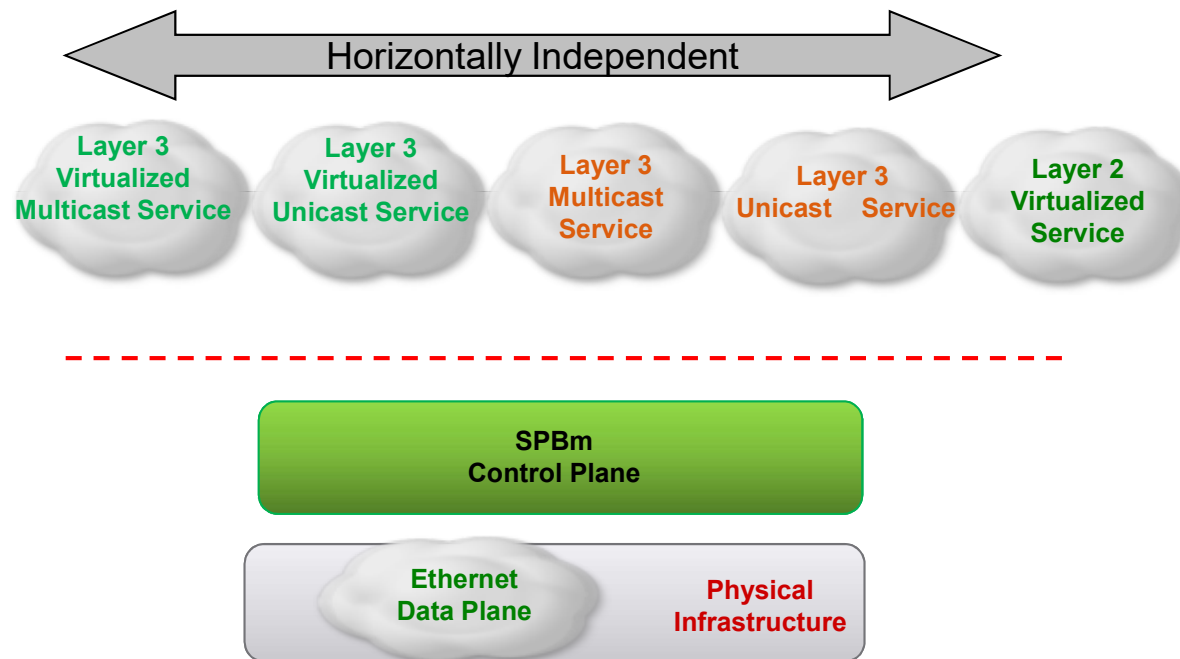 Horizontally Independent
Layer 3
Virtualized
Multicast Service
Layer 3
Virtualized
Unicast Service
Layer 3
Multicast
Service
Layer 3
Unicast Service
Layer 2
Virtualized
Service
SPBm
Control Plane
Ethernet
Data Plane
Physical
Infrastructure